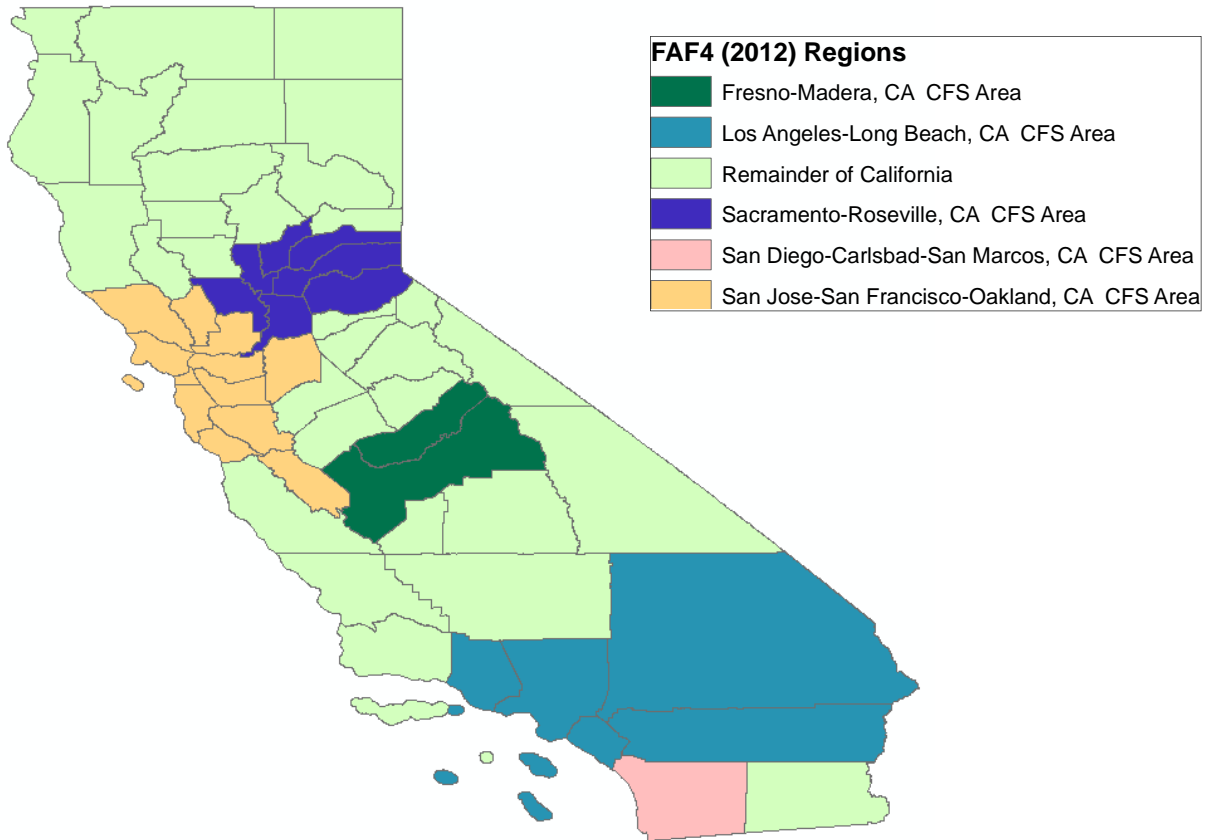 FAF4 (2012) Regions
Fresno-Madera, CA CFS Area
Los Angeles-Long Beach, CA CFS Area
Remainder of California
Sacramento-Roseville, CA CFS Area
San Diego-Carlsbad-San Marcos, CA CFS Area
San Jose-San Francisco-Oakland, CA CFS Area